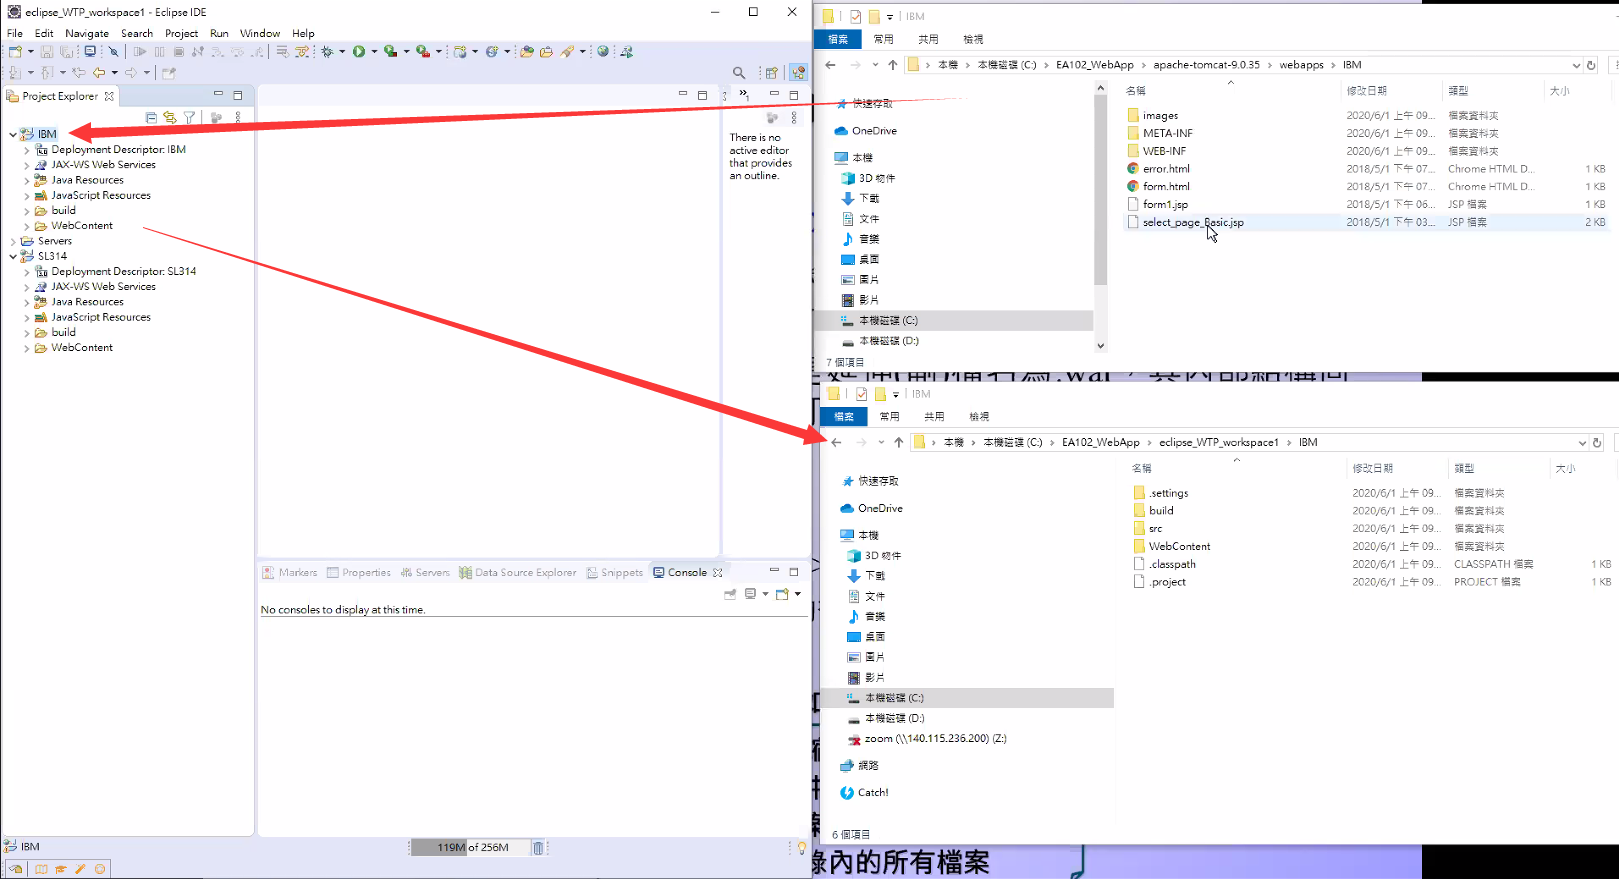 eclipse_WTP_workspace1 - Eclipse IDE
File Edit Navigate Search Project Run Window Help
Project Explorer
IBM
Deployment Descriptor: IBM
JAX-WS Web Services
Java Resources
JavaScript Resources
build
WebContent
Servers
SL314
Deployment Descriptor: SL314
JAX-WS Web Services
Java Resources
JavaScript Resources
build
WebContent
There is no
active editor
that provides
an outline.
Markers Properties Servers Data Source Explorer Snippets Console
No consoles to display at this time.
IBM
119M of 256M
IBM
檔案 常用 共用 檢視
本機 › 本機磁碟 (C:) › EA102_WebApp › apache-tomcat-9.0.35 › webapps › IBM
快速存取
OneDrive
本機
3D 物件
下載
文件
音樂
桌面
圖片
影片
本機磁碟 (C:)
本機磁碟 (D:)
名稱 修改日期 類型 大小
images 2020/6/1 上午 09... 檔案資料夾
META-INF 2020/6/1 上午 09... 檔案資料夾
WEB-INF 2020/6/1 上午 09... 檔案資料夾
error.html 2018/5/1 下午 07... Chrome HTML D... 1 KB
form.html 2018/5/1 下午 07... Chrome HTML D... 1 KB
form1.jsp 2018/5/1 下午 06... JSP 檔案 1 KB
select_page_Basic.jsp 2018/5/1 下午 03... JSP 檔案 2 KB
7 個項目
IBM
檔案 常用 共用 檢視
本機 › 本機磁碟 (C:) › EA102_WebApp › eclipse_WTP_workspace1 › IBM
快速存取
OneDrive
本機
3D 物件
下載
文件
音樂
桌面
圖片
影片
本機磁碟 (C:)
本機磁碟 (D:)
zoom (\\140.115.236.200) (Z:)
網路
Catch!
名稱 修改日期 類型 大小
.settings 2020/6/1 上午 09... 檔案資料夾
build 2020/6/1 上午 09... 檔案資料夾
src 2020/6/1 上午 09... 檔案資料夾
WebContent 2020/6/1 上午 09... 檔案資料夾
.classpath 2020/6/1 上午 09... CLASSPATH 檔案 1 KB
.project 2020/6/1 上午 09... PROJECT 檔案 1 KB
6 個項目
錄內的所有檔案